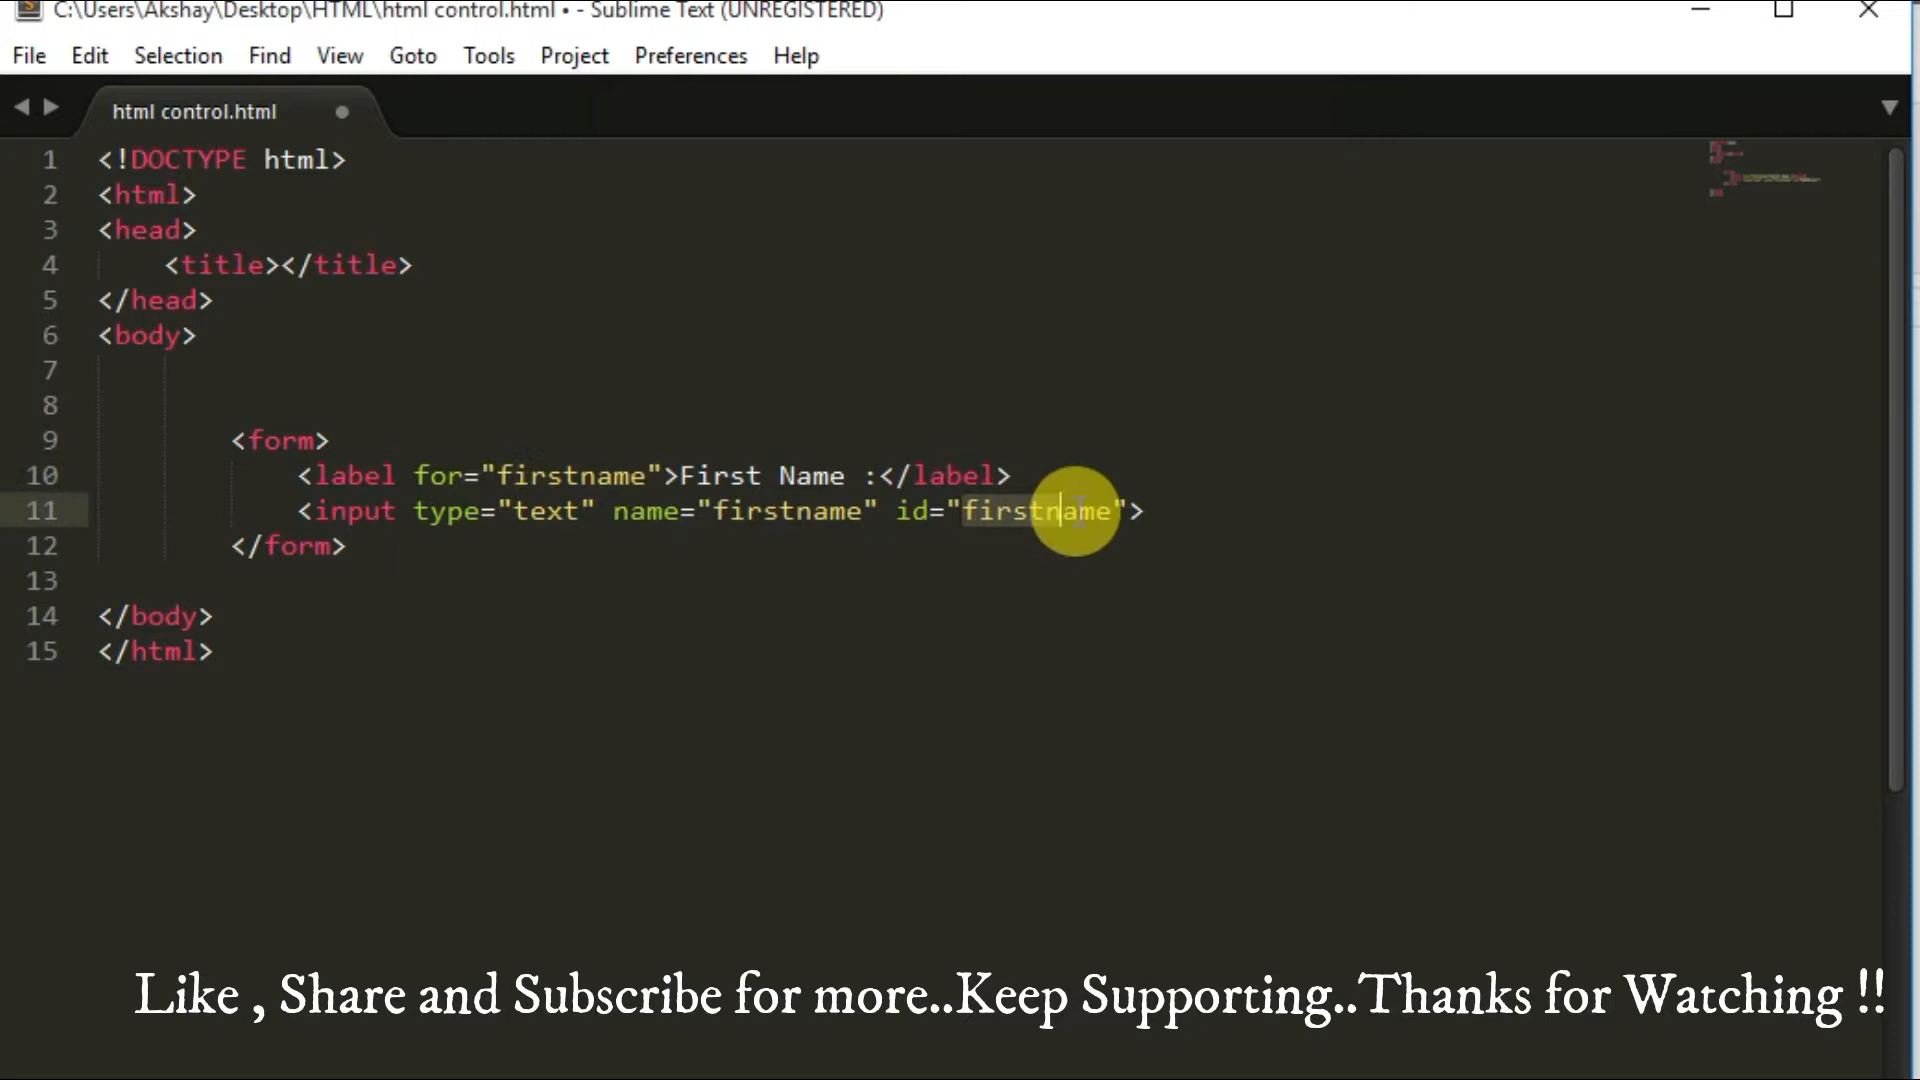 C:\Users\Akshay\Desktop\HTML\html control.html • - Sublime Text (UNREGISTERED)
File Edit Selection Find View Goto Tools Project Preferences Help
html control.html
1 <!DOCTYPE html>
2 <html>
3 <head>
4 <title></title>
5 </head>
6 <body>
7
8
9 <form>
10 <label for="firstname">First Name :</label>
11 <input type="text" name="firstname" id="firstname">
12 </form>
13
14 </body>
15 </html>
Like , Share and Subscribe for more..Keep Supporting..Thanks for Watching !!